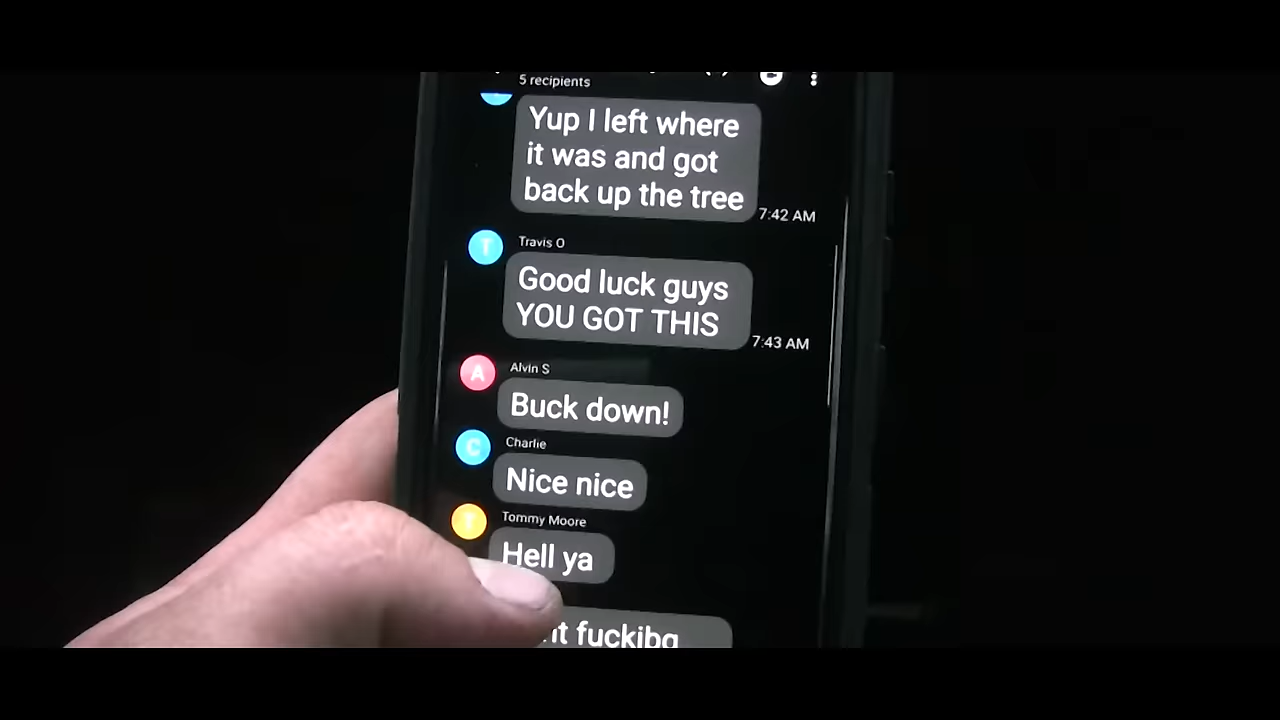 5 recipients
Yup I left where
it was and got
back up the tree
7:42 AM
T
Travis O
Good luck guys
YOU GOT THIS
7:43 AM
A
Alvin S
Buck down!
C
Charlie
Nice nice
T
Tommy Moore
Hell ya
fuckibg